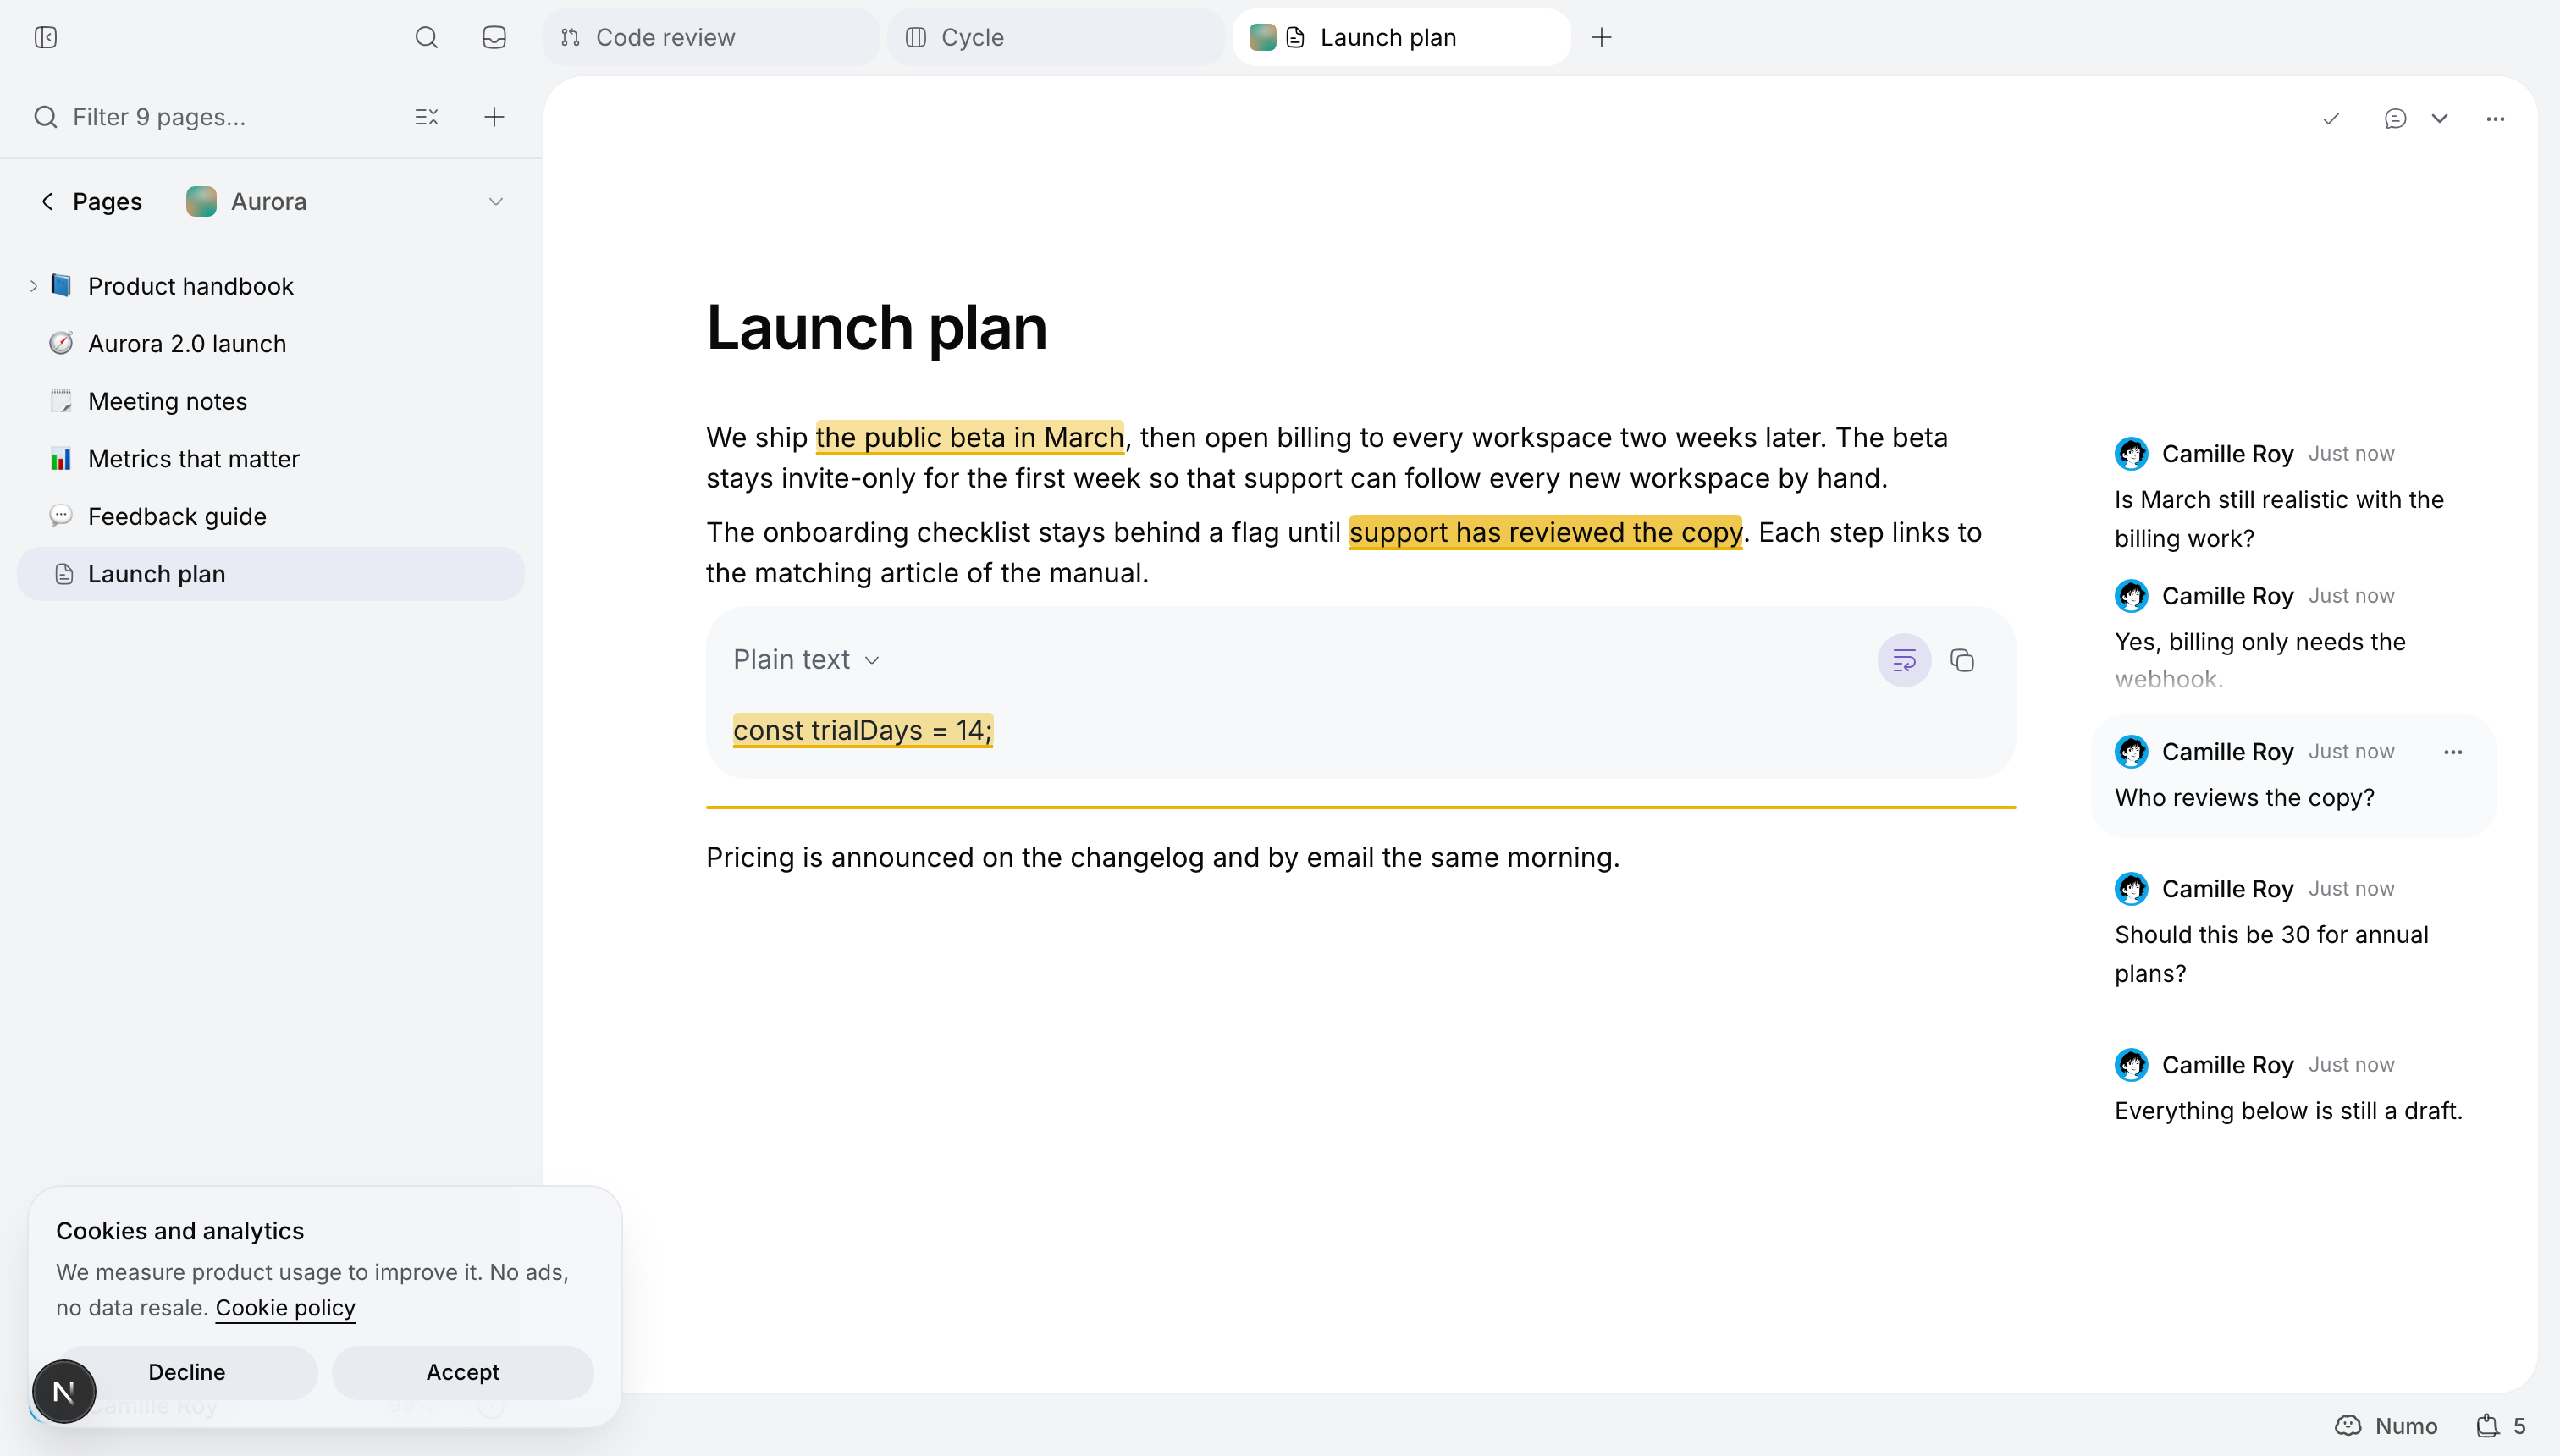 Code review
Cycle
Launch plan
Filter 9 pages...
Pages
Aurora
Product handbook
Aurora 2.0 launch
Meeting notes
Metrics that matter
Feedback guide
Launch plan
Launch plan
We ship the public beta in March, then open billing to every workspace two weeks later. The beta
stays invite-only for the first week so that support can follow every new workspace by hand.
The onboarding checklist stays behind a flag until support has reviewed the copy. Each step links to
the matching article of the manual.
Plain text
const trialDays = 14;
Pricing is announced on the changelog and by email the same morning.
Camille Roy Just now
Is March still realistic with the
billing work?
Camille Roy Just now
Yes, billing only needs the
webhook.
Camille Roy Just now
Who reviews the copy?
Camille Roy Just now
Should this be 30 for annual
plans?
Camille Roy Just now
Everything below is still a draft.
Cookies and analytics
We measure product usage to improve it. No ads,
no data resale. Cookie policy
Decline
Accept
N
Camille Roy
Numo
5